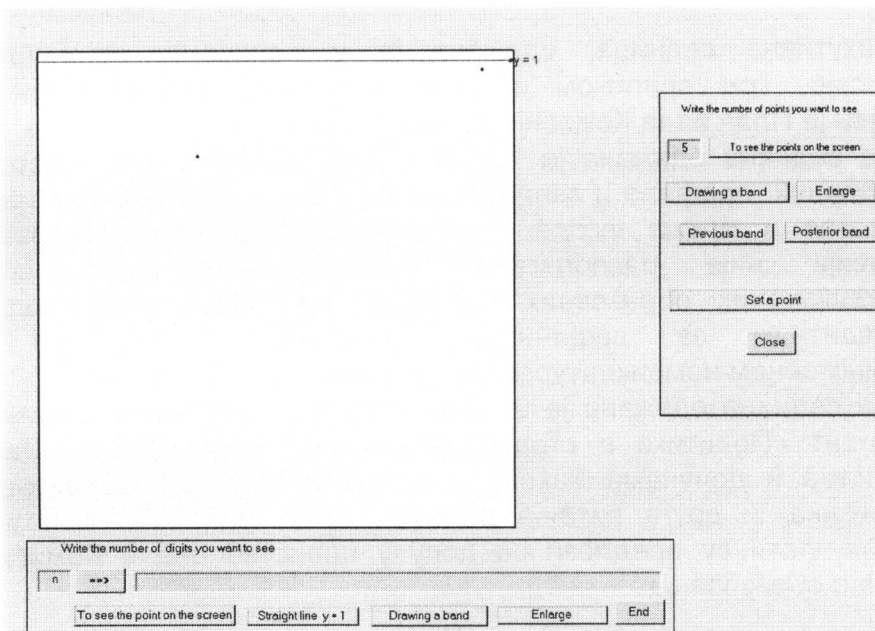 y = 1
Write the number of points you want to see
5 To see the points on the screen
Drawing a band Enlarge
Previous band Posterior band
Set a point
Close
Write the number of digits you want to see
n ==>
To see the point on the screen Straight line y = 1 Drawing a band Enlarge End